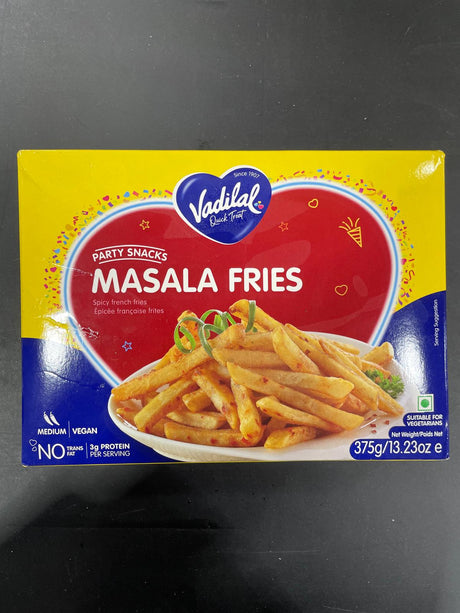 Since 1907
Vadilal
Quick Treat
PARTY SNACKS
MASALA FRIES
Spicy french fries
Épicée française frites
Serving Suggestion
MEDIUM | VEGAN
NO TRANS FAT | 3g PROTEIN PER SERVING
SUITABLE FOR
VEGETARIANS
Net Weight/Poids Net
375g/13.23oz e